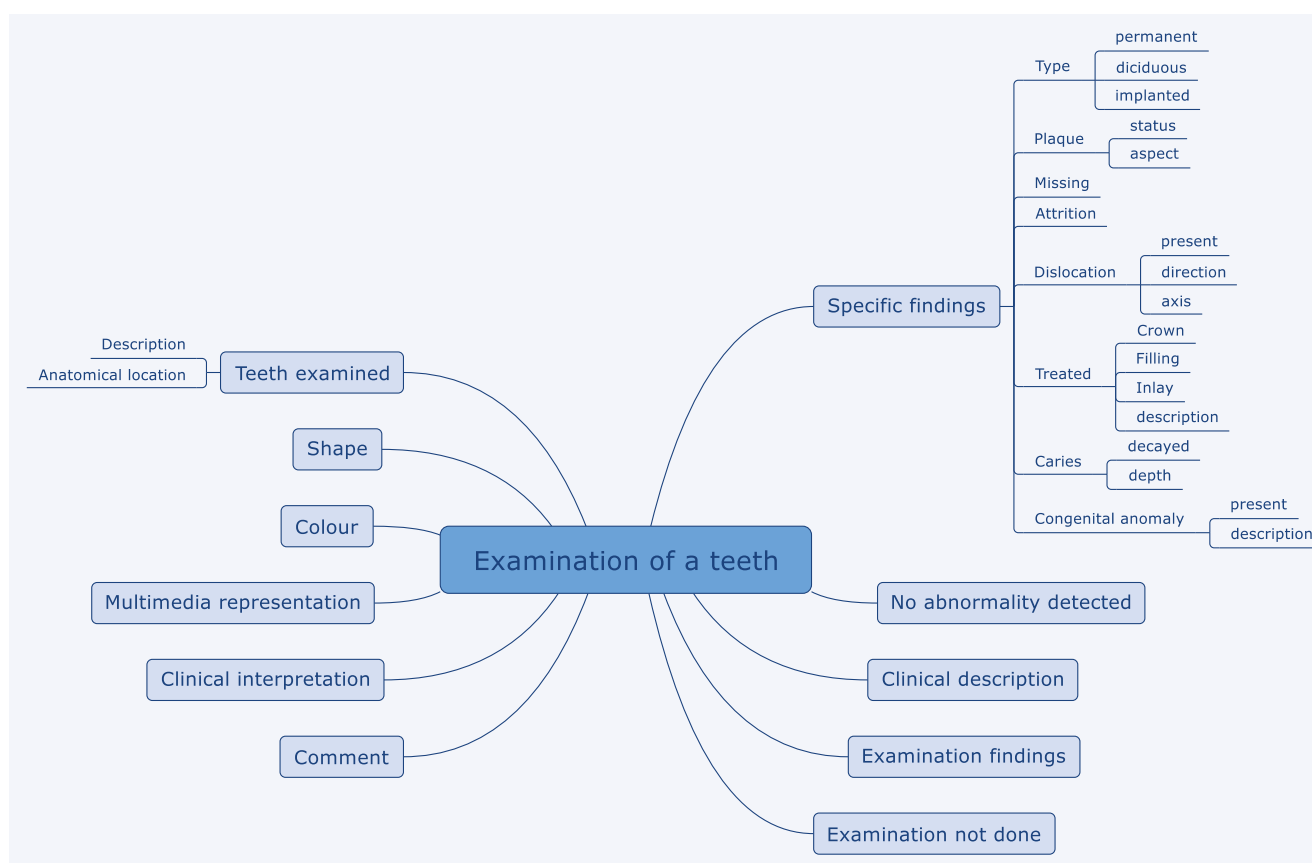 permanent
Type
diciduous
implanted
status
Plaque
aspect
Missing
Attrition
present
Dislocation
direction
axis
Specific findings
Crown
Filling
Treated
Inlay
description
decayed
Caries
depth
present
Congenital anomaly
description
Description
Anatomical location
Teeth examined
Shape
Colour
Examination of a teeth
Multimedia representation
No abnormality detected
Clinical interpretation
Clinical description
Comment
Examination findings
Examination not done